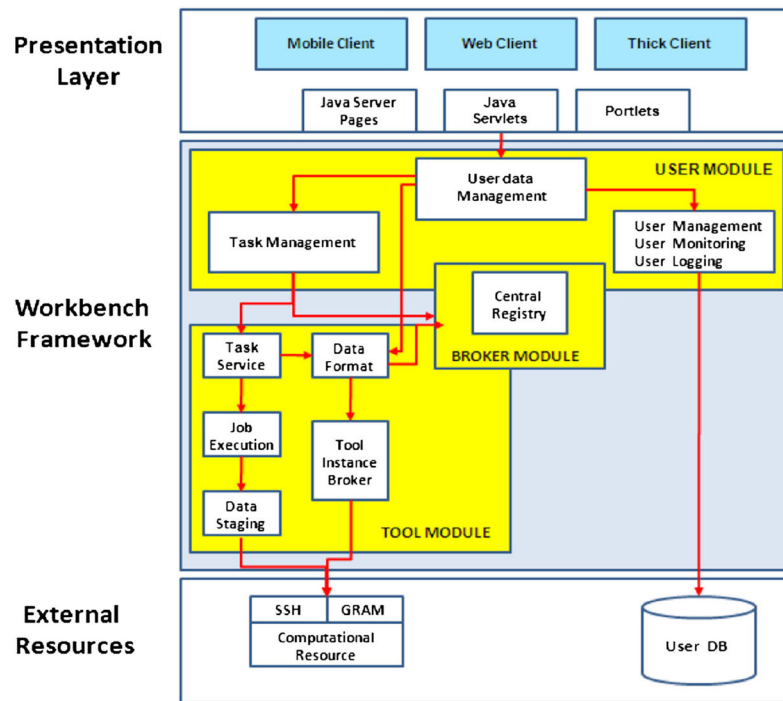 Presentation
Layer
Mobile Client
Web Client
Thick Client
Java Server
Pages
Java
Servlets
Portlets
Workbench
Framework
USER MODULE
User data
Management
Task Management
User Management
User Monitoring
User Logging
Central
Registry
BROKER MODULE
Task
Service
Data
Format
Job
Execution
Tool
Instance
Broker
Data
Staging
TOOL MODULE
External
Resources
SSH
GRAM
Computational
Resource
User DB